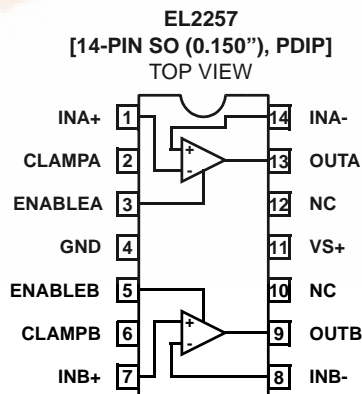 EL2257
[14-PIN SO (0.150”), PDIP]
TOP VIEW
INA+ 1 14 INA-
CLAMPA 2 + - 13 OUTA
ENABLEA 3 12 NC
GND 4 11 VS+
ENABLEB 5 10 NC
CLAMPB 6 + - 9 OUTB
INB+ 7 8 INB-